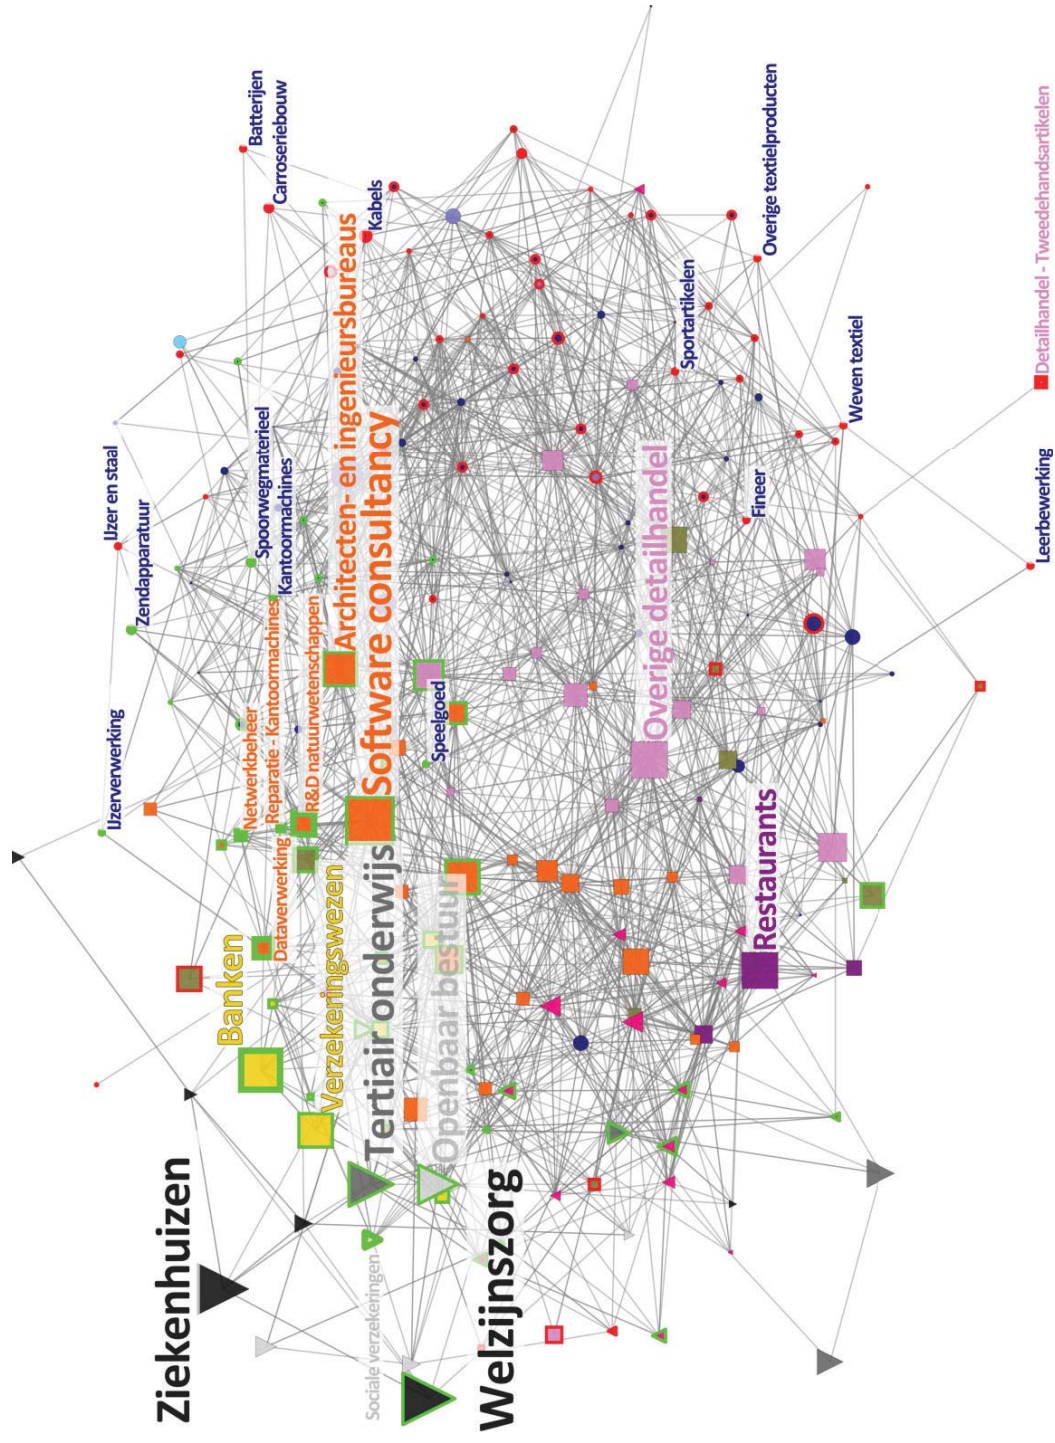 Batterijen
Carroseriebouw
Kabels
Architecten- en ingenieursbureaus
Software consultancy
IJzer en staal
Zendapparatuur
Spoorwegmaterieel
Kantoormachines
Reparatie - Kantoormachines
R&D natuurwetenschappen
Netwerkbeheer
Dataverwerking
IJzerverwerking
Speelgoed
Banken
Verzekeringswezen
Tertiair onderwijs
Openbaar bestuur
Ziekenhuizen
Sociale verzekeringen
Welzijnszorg
Overige textielproducten
Sportartikelen
Weven textiel
Fineer
Overige detailhandel
Restaurants
Leerbewerking
Detailhandel - Tweedehandsartikelen